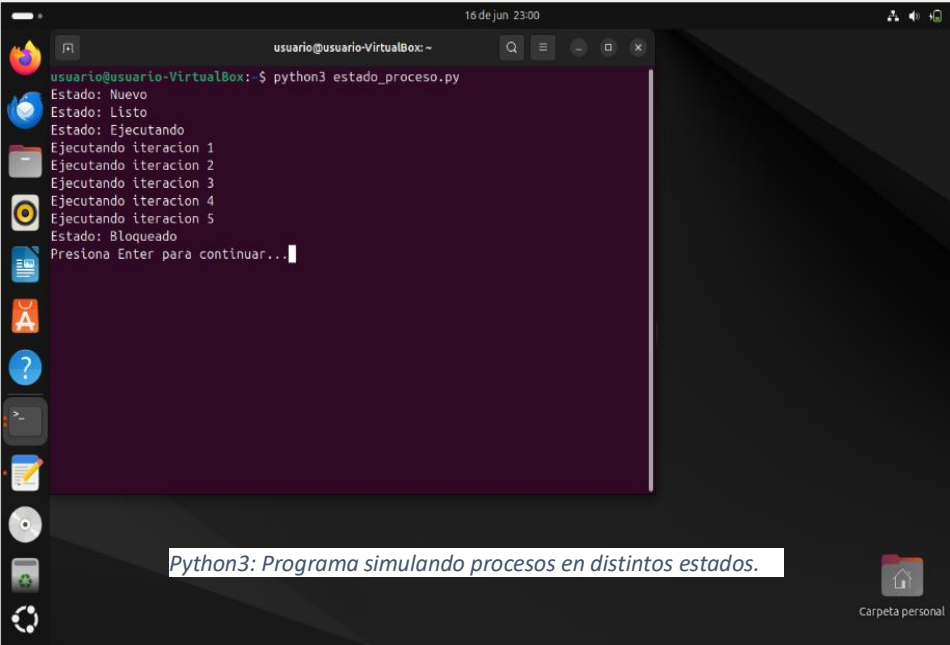 16 de jun 23:00
usuario@usuario-VirtualBox: ~
usuario@usuario-VirtualBox:~$ python3 estado_proceso.py
Estado: Nuevo
Estado: Listo
Estado: Ejecutando
Ejecutando iteracion 1
Ejecutando iteracion 2
Ejecutando iteracion 3
Ejecutando iteracion 4
Ejecutando iteracion 5
Estado: Bloqueado
Presiona Enter para continuar...
Python3: Programa simulando procesos en distintos estados.
Carpeta personal